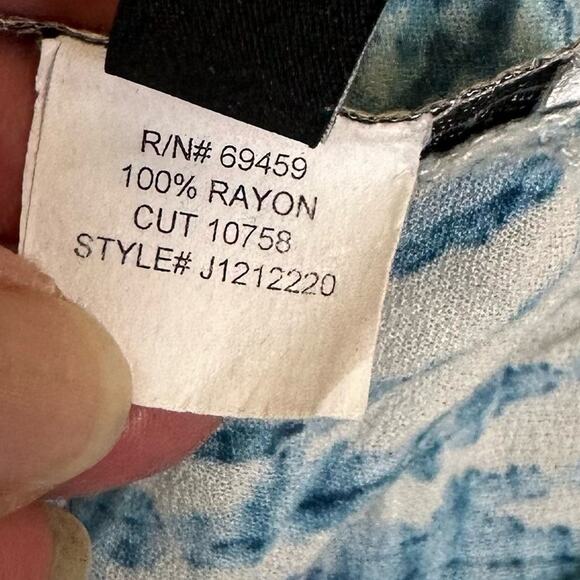 R/N# 69459
100% RAYON
CUT 10758
STYLE# J1212220